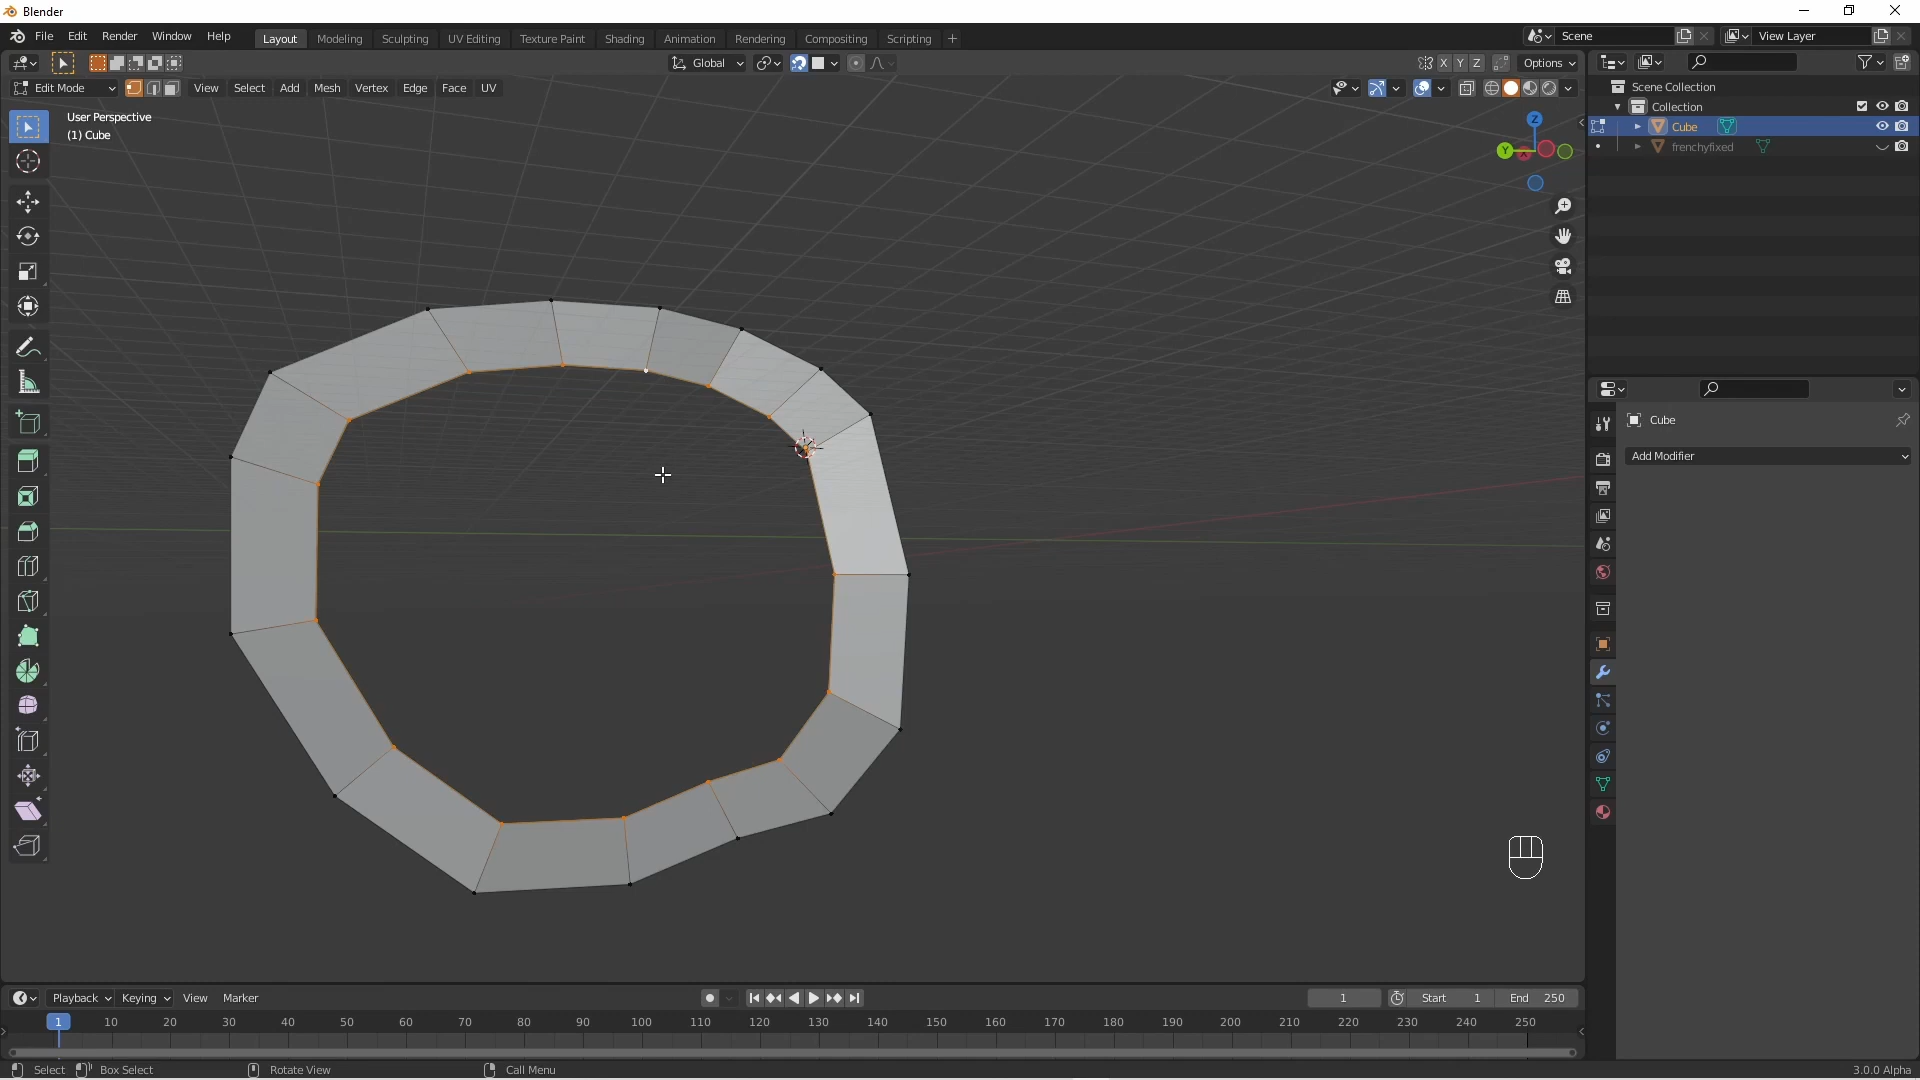 Blender
File Edit Render Window Help Layout Modeling Sculpting UV Editing Texture Paint Shading Animation Rendering Compositing Scripting + Scene View Layer
Global X Y Z Options
Edit Mode View Select Add Mesh Vertex Edge Face UV
User Perspective
(1) Cube
Z
Y
X
Scene Collection
Collection
Cube
frenchyfixed
Cube
Add Modifier
Playback Keying View Marker 1 Start 1 End 250
1 10 20 30 40 50 60 70 80 90 100 110 120 130 140 150 160 170 180 190 200 210 220 230 240 250
Select Box Select Rotate View Call Menu 3.0.0 Alpha